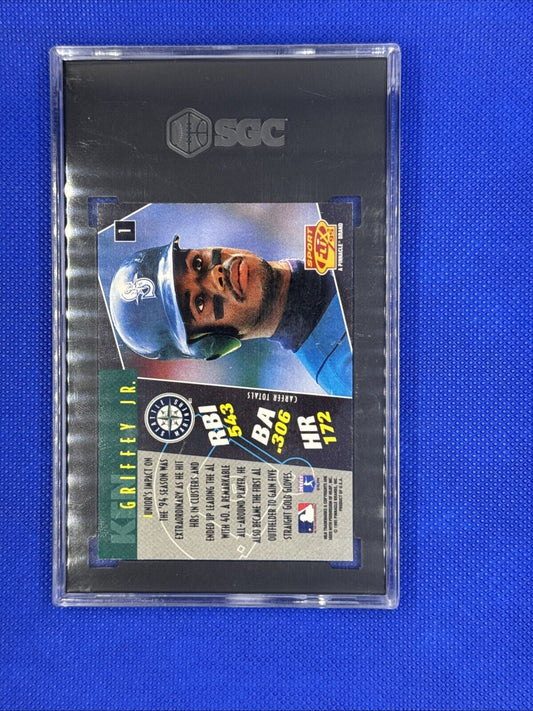 SGC
1
SPORT
FLIX
A PINNACLE® BRAND
KEN
GRIFFEY JR.
SEATTLE MARINERS
CAREER TOTALS
RBI
543
BA
.306
HR
172
JUNIOR'S IMPACT ON
THE '94 SEASON WAS
EXTRAORDINARY AS HE HIT
HRS IN CLUSTERS AND
ENDED UP LEADING THE AL
WITH 40. A REMARKABLE
ALL-AROUND PLAYER, HE
ALSO BECAME THE FIRST AL
OUTFIELDER TO GAIN FIVE
STRAIGHT GOLD GLOVES.